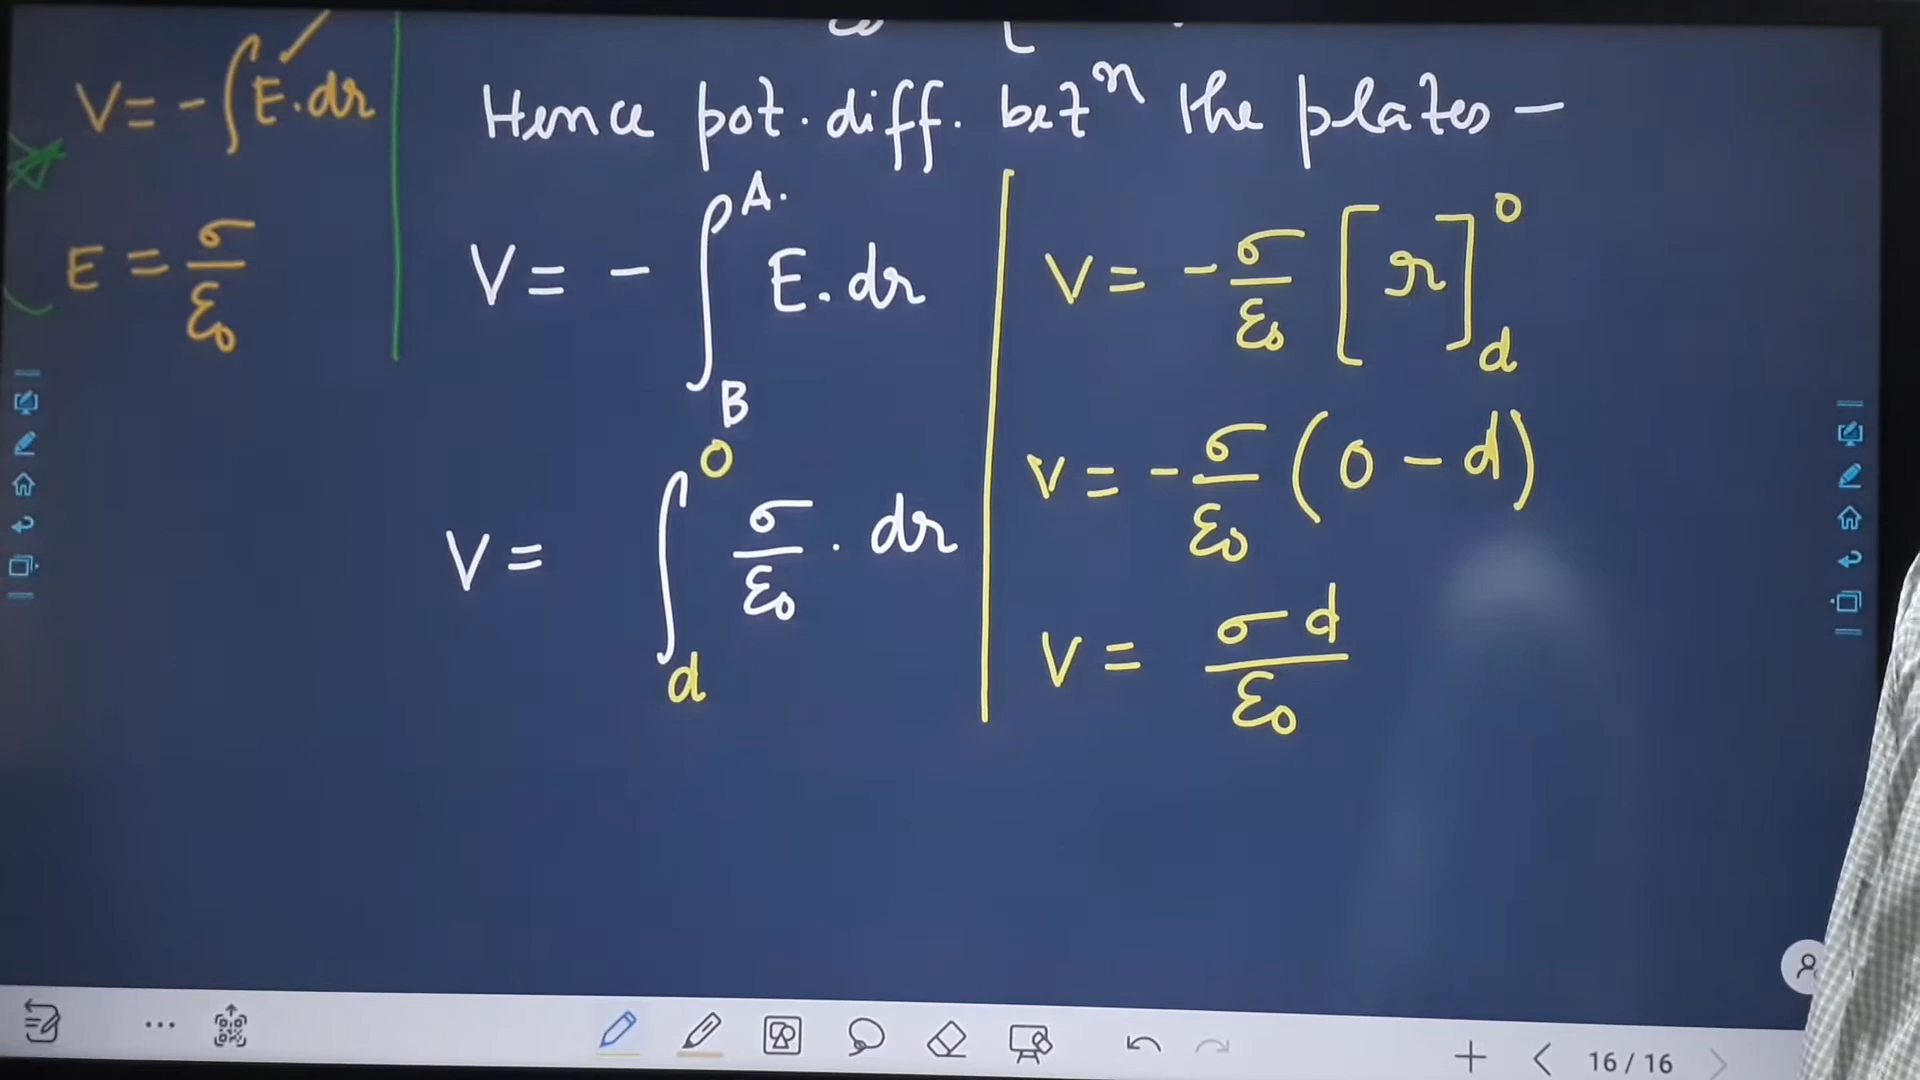 V = - ∫ E . dr
E = σ/ε₀
Hence pot. diff. betⁿ the plates –
V = - ∫_B^A. E . dr
V = ∫_d^0 σ/ε₀ . dr
V = - σ/ε₀ [r]_d^0
V = - σ/ε₀ (0 - d)
V = σ d/ε₀
16 / 16